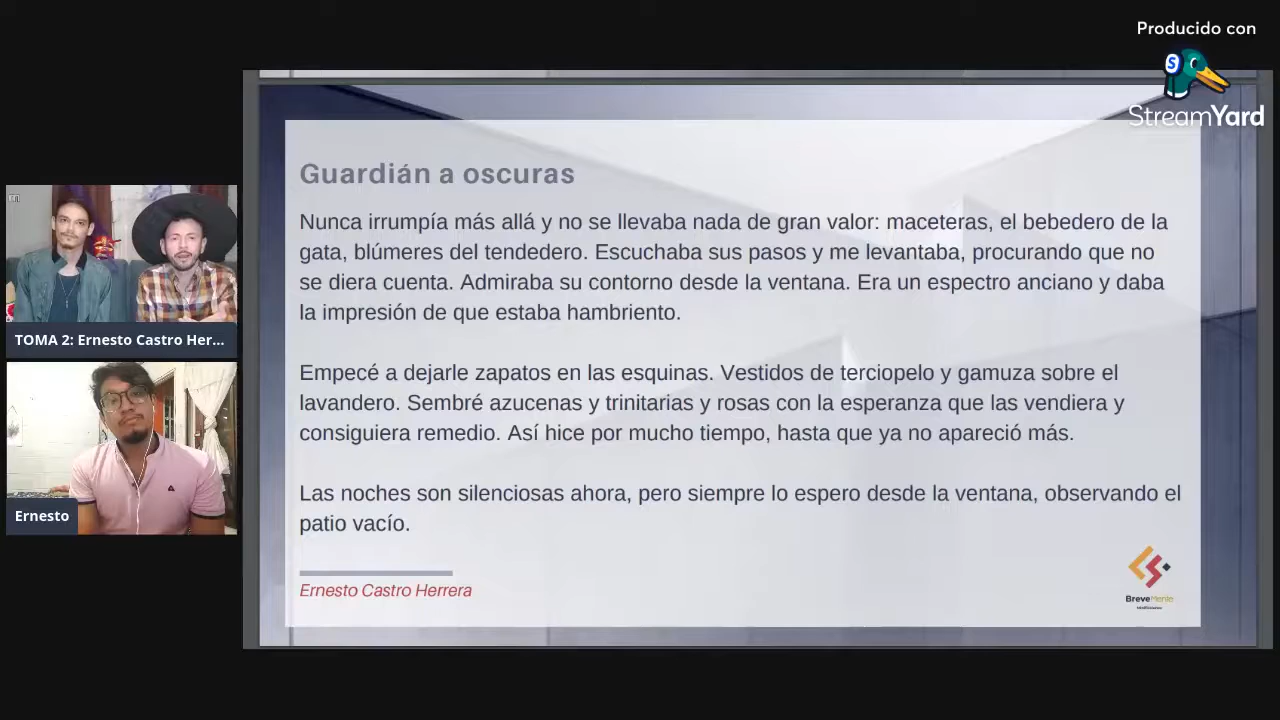 Producido con
StreamYard
Guardián a oscuras
Nunca irrumpía más allá y no se llevaba nada de gran valor: maceteras, el bebedero de la
gata, blúmeres del tendedero. Escuchaba sus pasos y me levantaba, procurando que no
se diera cuenta. Admiraba su contorno desde la ventana. Era un espectro anciano y daba
la impresión de que estaba hambriento.
Empecé a dejarle zapatos en las esquinas. Vestidos de terciopelo y gamuza sobre el
lavandero. Sembré azucenas y trinitarias y rosas con la esperanza que las vendiera y
consiguiera remedio. Así hice por mucho tiempo, hasta que ya no apareció más.
Las noches son silenciosas ahora, pero siempre lo espero desde la ventana, observando el
patio vacío.
Ernesto Castro Herrera
BreveMente
TOMA 2: Ernesto Castro Her...
Ernesto